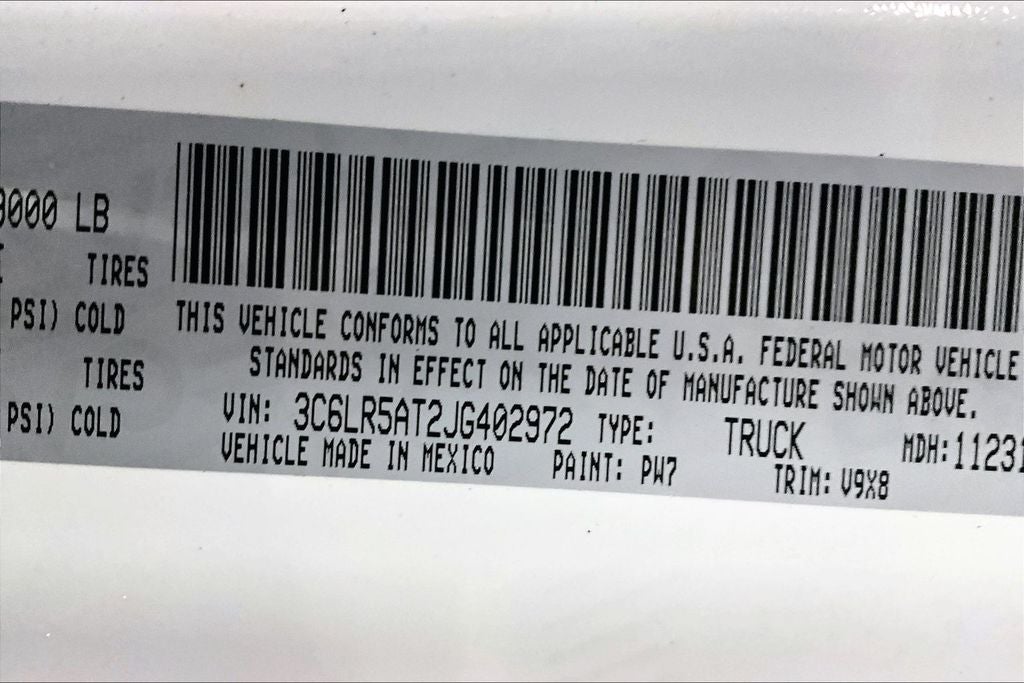 000 LB
TIRES
PSI) COLD
TIRES
PSI) COLD
THIS VEHICLE CONFORMS TO ALL APPLICABLE U.S.A. FEDERAL MOTOR VEHICLE
STANDARDS IN EFFECT ON THE DATE OF MANUFACTURE SHOWN ABOVE.
VIN: 3C6LR5AT2JG402972 TYPE: TRUCK MDH: 11231
VEHICLE MADE IN MEXICO PAINT: PW7 TRIM: V9X8